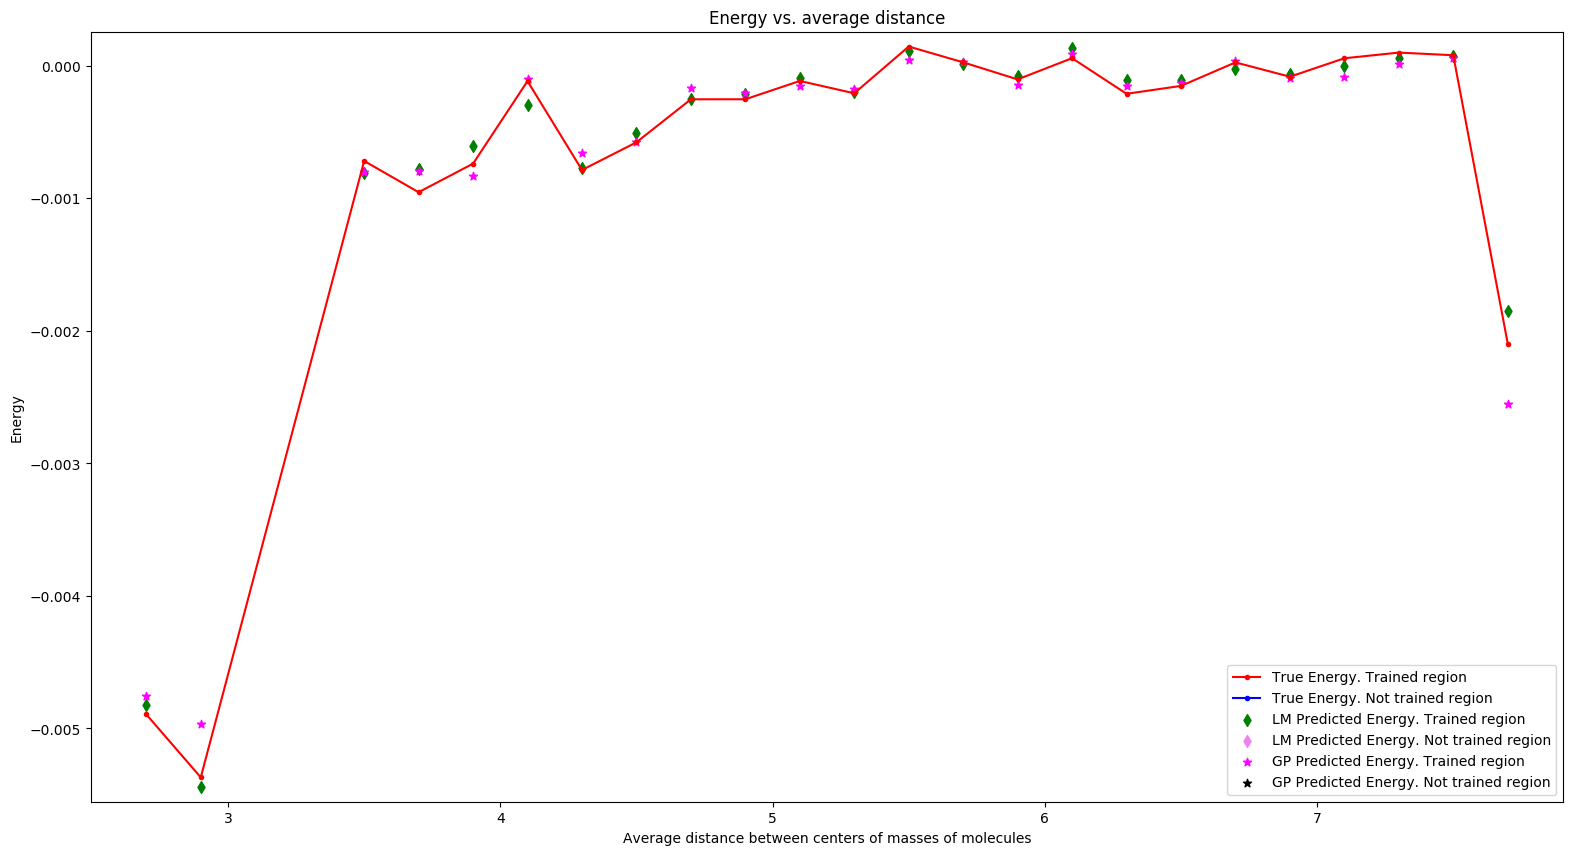 Energy vs. average distance
0.000
−0.001
−0.002
−0.003
−0.004
−0.005
Energy
3
4
5
6
7
Average distance between centers of masses of molecules
True Energy. Trained region
True Energy. Not trained region
LM Predicted Energy. Trained region
LM Predicted Energy. Not trained region
GP Predicted Energy. Trained region
GP Predicted Energy. Not trained region